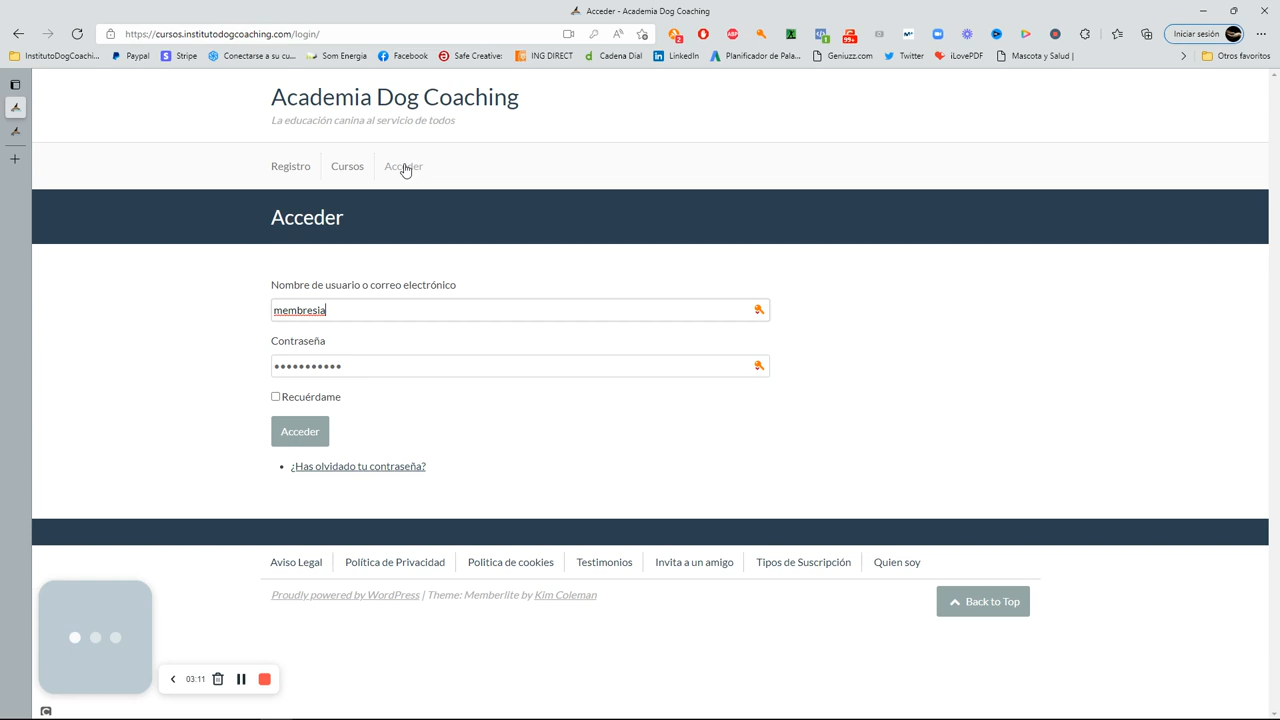 Acceder - Academia Dog Coaching
https://cursos.institutodogcoaching.com/login/
Iniciar sesión
InstitutoDogCoachi...
Paypal
Stripe
Conectarse a su cu...
Som Energia
Facebook
Safe Creative:
ING DIRECT
Cadena Dial
LinkedIn
Planificador de Pala...
Geniuzz.com
Twitter
iLovePDF
Mascota y Salud |
Otros favoritos
Academia Dog Coaching
La educación canina al servicio de todos
Registro
Cursos
Acceder
Acceder
Nombre de usuario o correo electrónico
membresia
Contraseña
Recuérdame
Acceder
¿Has olvidado tu contraseña?
Aviso Legal
Política de Privacidad
Politica de cookies
Testimonios
Invita a un amigo
Tipos de Suscripción
Quien soy
Proudly powered by WordPress | Theme: Memberlite by Kim Coleman
Back to Top
03:11